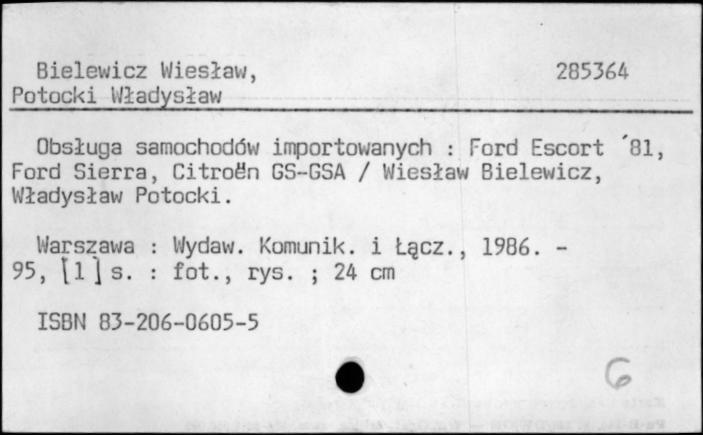 Bielewicz Wiesław, 285364
Potocki Władysław
Obsługa samochodów importowanych : Ford Escort ´81,
Ford Sierra, Citroën GS-GSA / Wiesław Bielewicz,
Władysław Potocki.
Warszawa : Wydaw. Komunik. i Łącz., 1986. -
95, [1] s. : fot., rys. ; 24 cm
ISBN 83-206-0605-5
6